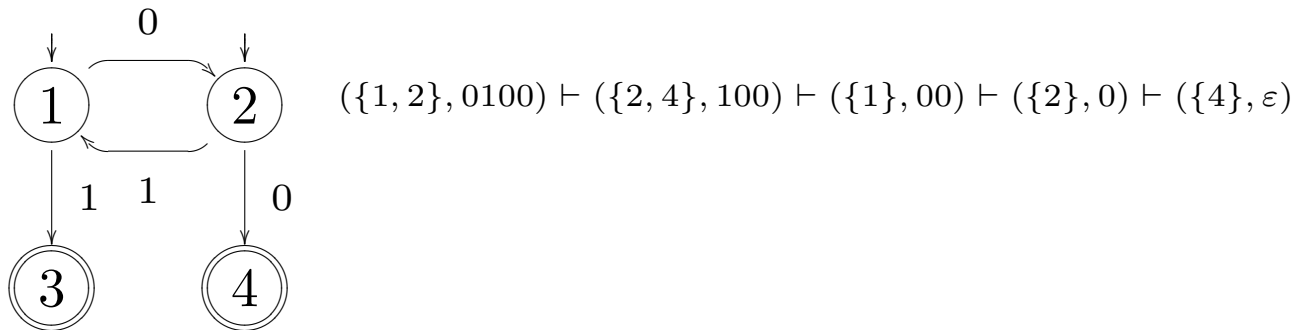 0
1 2 ({1, 2}, 0100) ⊢ ({2, 4}, 100) ⊢ ({1}, 00) ⊢ ({2}, 0) ⊢ ({4}, ε)
1 1 0
3 4